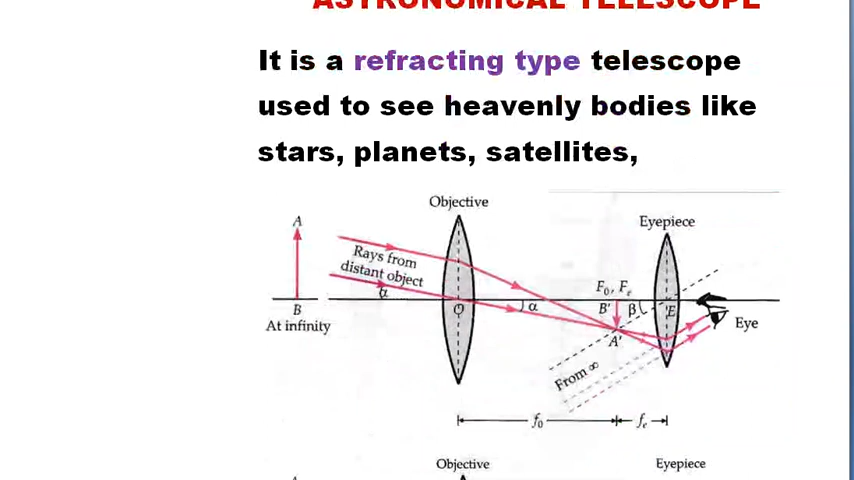 ASTRONOMICAL TELESCOPE
It is a refracting type telescope
used to see heavenly bodies like
stars, planets, satellites,
Objective
Eyepiece
A
Rays from
distant object
α
B
At infinity
O
α
F₀, Fₑ
B' β E
A'
Eye
From ∞
f₀ fₑ
Objective Eyepiece
A